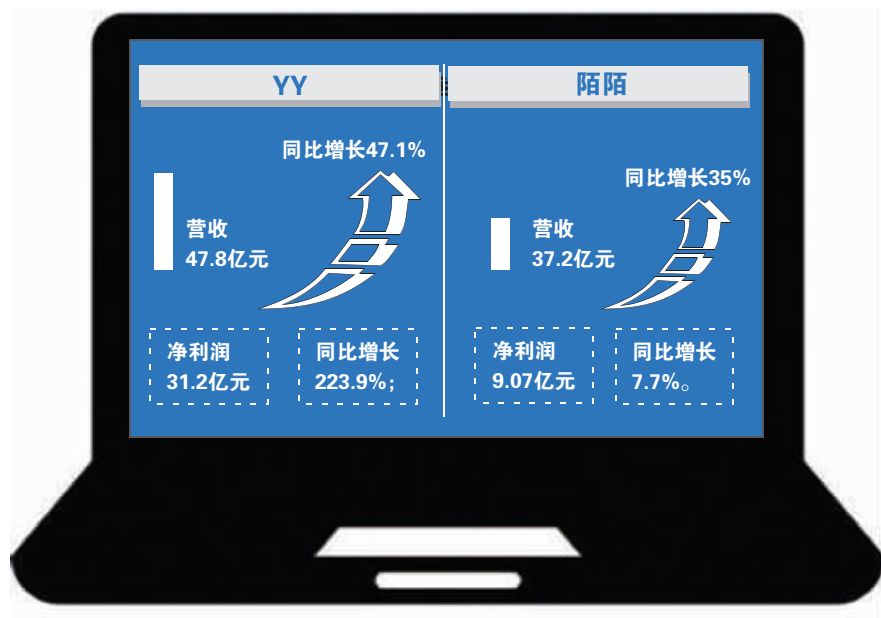 YY
同比增长47.1%
营收
47.8亿元
净利润
31.2亿元
同比增长
223.9%；
陌陌
同比增长35%
营收
37.2亿元
净利润
9.07亿元
同比增长
7.7%。